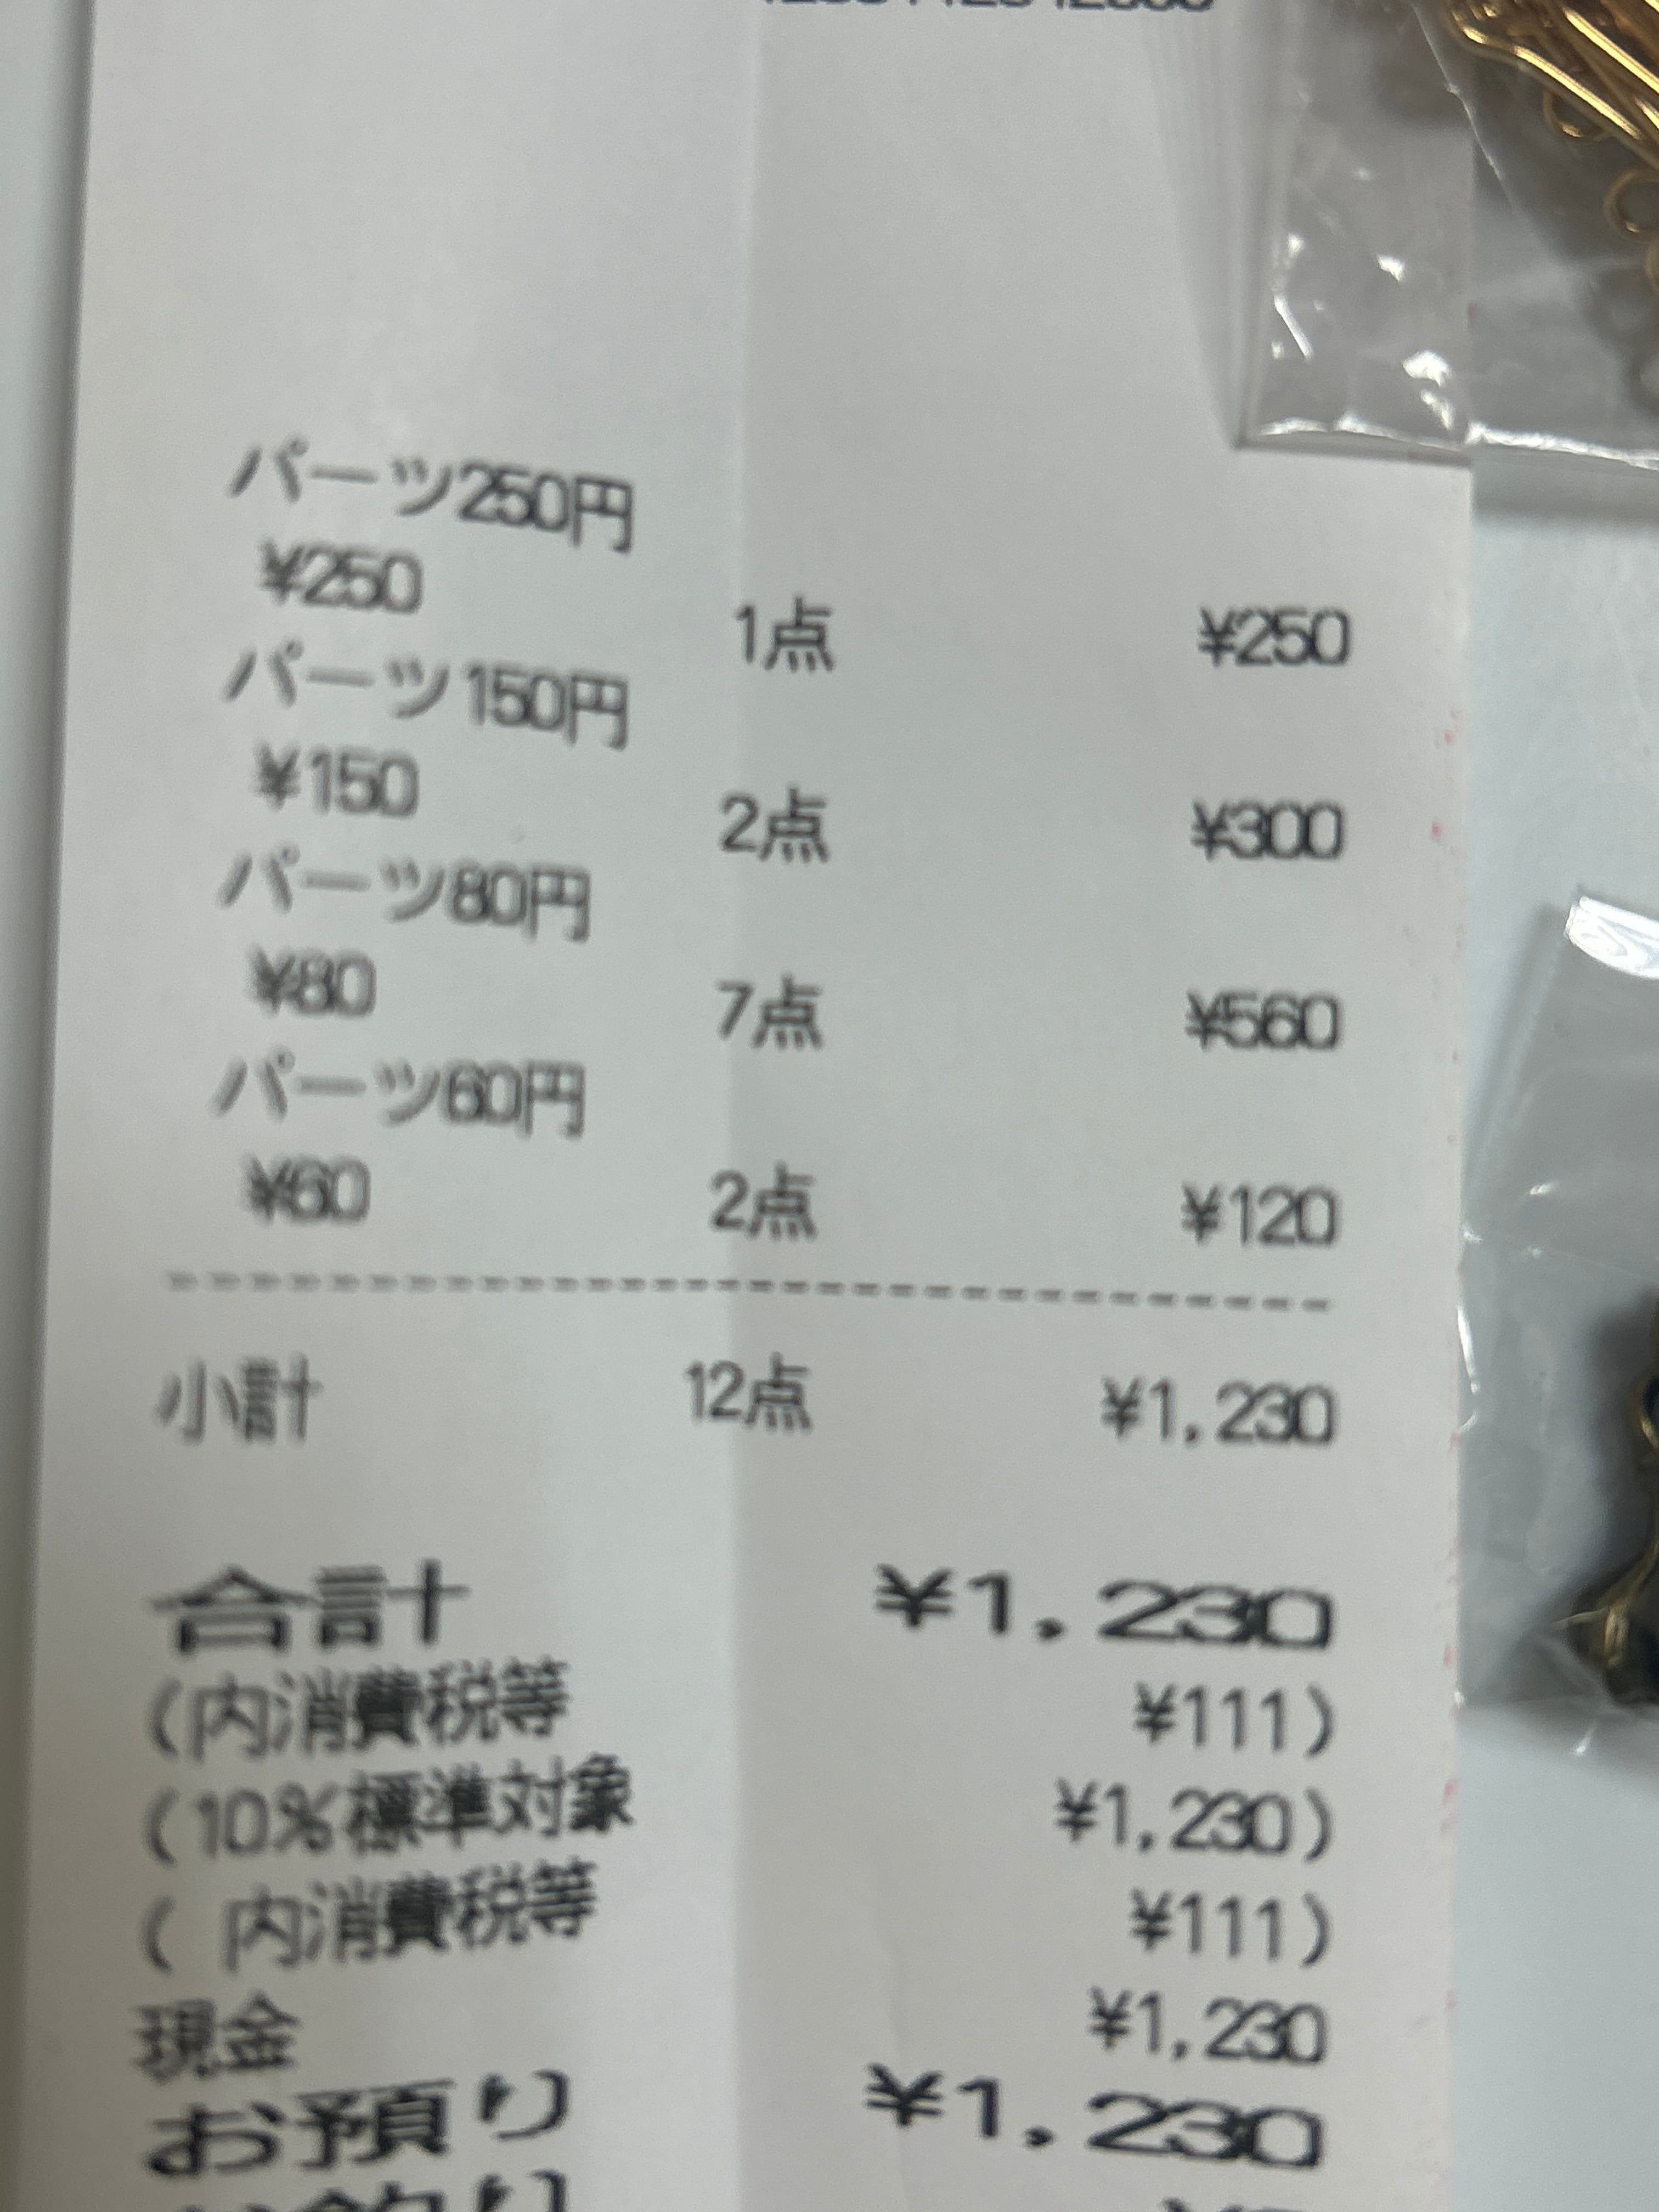 パーツ250円
¥250 1点 ¥250
パーツ150円
¥150 2点 ¥300
パーツ80円
¥80 7点 ¥560
パーツ60円
¥60 2点 ¥120
小計 12点 ¥1,230
合計 ¥1,230
(内消費税等 ¥111)
(10%標準対象 ¥1,230)
( 内消費税等 ¥111)
現金 ¥1,230
お預り ¥1,230